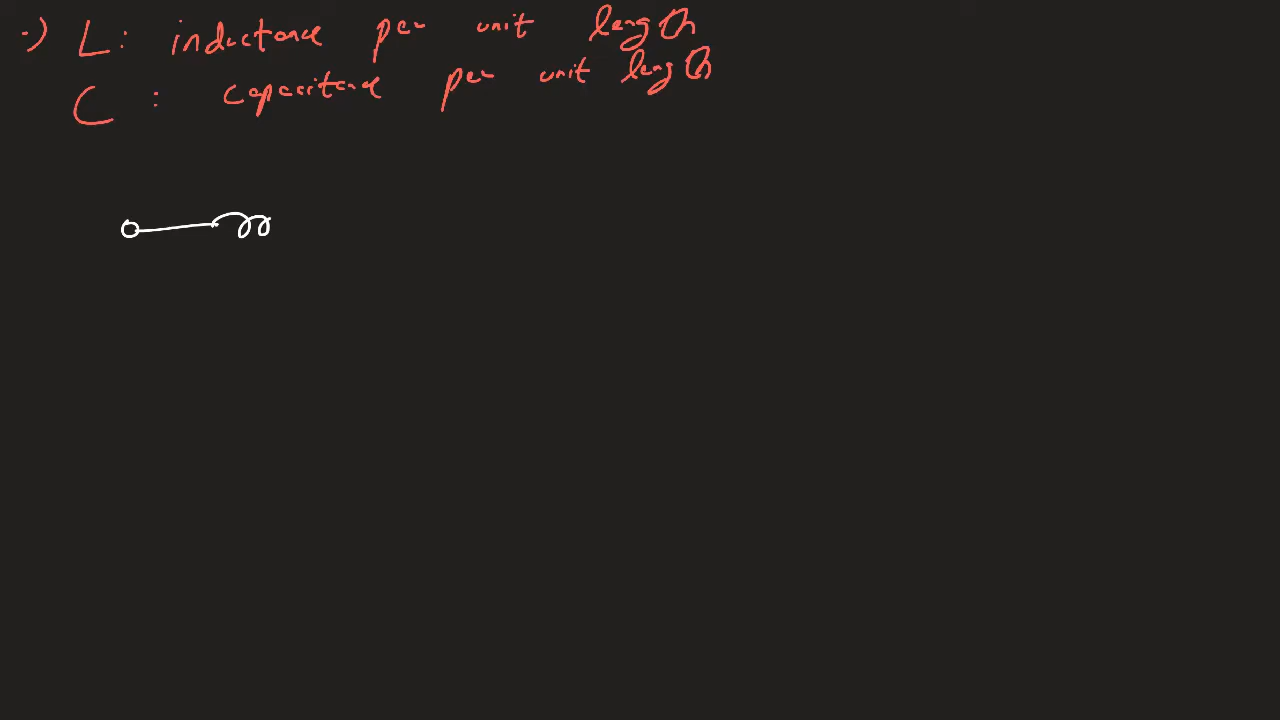 ·) L : inductance per unit length
C : capacitance per unit length